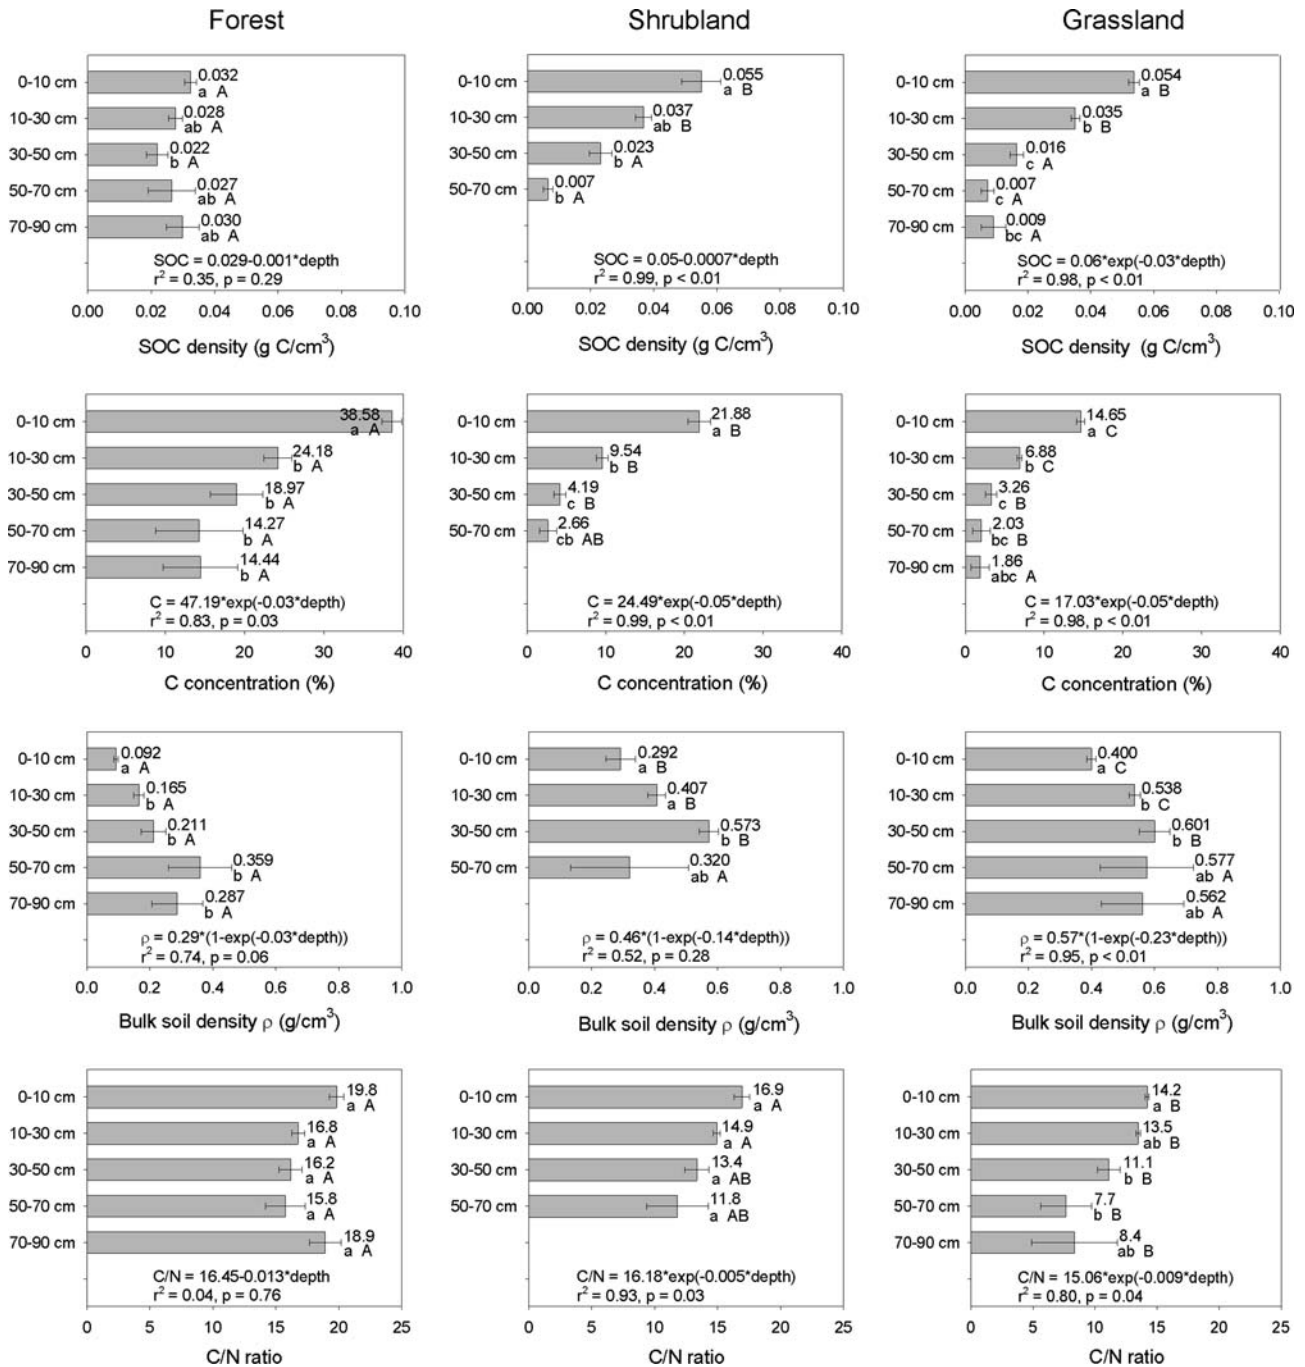 Forest
Shrubland
Grassland
0-10 cm
0.032
a A
10-30 cm
0.028
ab A
30-50 cm
0.022
b A
50-70 cm
0.027
ab A
70-90 cm
0.030
ab A
SOC = 0.029-0.001*depth
r² = 0.35, p = 0.29
0.00 0.02 0.04 0.06 0.08 0.10
SOC density (g C/cm³)
0-10 cm
0.055
a B
10-30 cm
0.037
ab B
30-50 cm
0.023
b A
50-70 cm
0.007
b A
SOC = 0.05-0.0007*depth
r² = 0.99, p < 0.01
0.00 0.02 0.04 0.06 0.08 0.10
SOC density (g C/cm³)
0-10 cm
0.054
a B
10-30 cm
0.035
b B
30-50 cm
0.016
c A
50-70 cm
0.007
c A
70-90 cm
0.009
bc A
SOC = 0.06*exp(-0.03*depth)
r² = 0.98, p < 0.01
0.00 0.02 0.04 0.06 0.08 0.10
SOC density (g C/cm³)
0-10 cm
38.58
a A
10-30 cm
24.18
b A
30-50 cm
18.97
b A
50-70 cm
14.27
b A
70-90 cm
14.44
b A
C = 47.19*exp(-0.03*depth)
r² = 0.83, p = 0.03
0 10 20 30 40
C concentration (%)
0-10 cm
21.88
a B
10-30 cm
9.54
b B
30-50 cm
4.19
c B
50-70 cm
2.66
cb AB
C = 24.49*exp(-0.05*depth)
r² = 0.99, p < 0.01
0 10 20 30 40
C concentration (%)
0-10 cm
14.65
a C
10-30 cm
6.88
b C
30-50 cm
3.26
c B
50-70 cm
2.03
bc B
70-90 cm
1.86
abc A
C = 17.03*exp(-0.05*depth)
r² = 0.98, p < 0.01
0 10 20 30 40
C concentration (%)
0-10 cm
0.092
a A
10-30 cm
0.165
b A
30-50 cm
0.211
b A
50-70 cm
0.359
b A
70-90 cm
0.287
b A
ρ = 0.29*(1-exp(-0.03*depth))
r² = 0.74, p = 0.06
0.0 0.2 0.4 0.6 0.8 1.0
Bulk soil density ρ (g/cm³)
0-10 cm
0.292
a B
10-30 cm
0.407
a B
30-50 cm
0.573
b B
50-70 cm
0.320
ab A
ρ = 0.46*(1-exp(-0.14*depth))
r² = 0.52, p = 0.28
0.0 0.2 0.4 0.6 0.8 1.0
Bulk soil density ρ (g/cm³)
0-10 cm
0.400
a C
10-30 cm
0.538
b C
30-50 cm
0.601
b B
50-70 cm
0.577
ab A
70-90 cm
0.562
ab A
ρ = 0.57*(1-exp(-0.23*depth))
r² = 0.95, p < 0.01
0.0 0.2 0.4 0.6 0.8 1.0
Bulk soil density ρ (g/cm³)
0-10 cm
19.8
a A
10-30 cm
16.8
a A
30-50 cm
16.2
a A
50-70 cm
15.8
a A
70-90 cm
18.9
a A
C/N = 16.45-0.013*depth
r² = 0.04, p = 0.76
0 5 10 15 20 25
C/N ratio
0-10 cm
16.9
a A
10-30 cm
14.9
a A
30-50 cm
13.4
a AB
50-70 cm
11.8
a AB
C/N = 16.18*exp(-0.005*depth)
r² = 0.93, p = 0.03
0 5 10 15 20 25
C/N ratio
0-10 cm
14.2
a B
10-30 cm
13.5
ab B
30-50 cm
11.1
b B
50-70 cm
7.7
b B
70-90 cm
8.4
ab B
C/N = 15.06*exp(-0.009*depth)
r² = 0.80, p = 0.04
0 5 10 15 20 25
C/N ratio